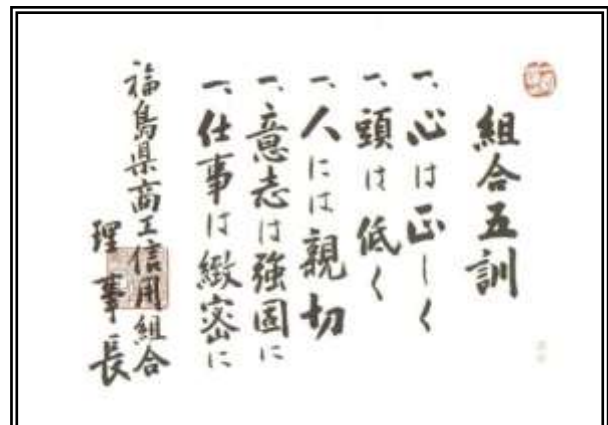 組合五訓
一、心は正しく
一、頭は低く
一、人には親切
一、意志は強固に
一、仕事は緻密に
福島県商工信用組合
理事長